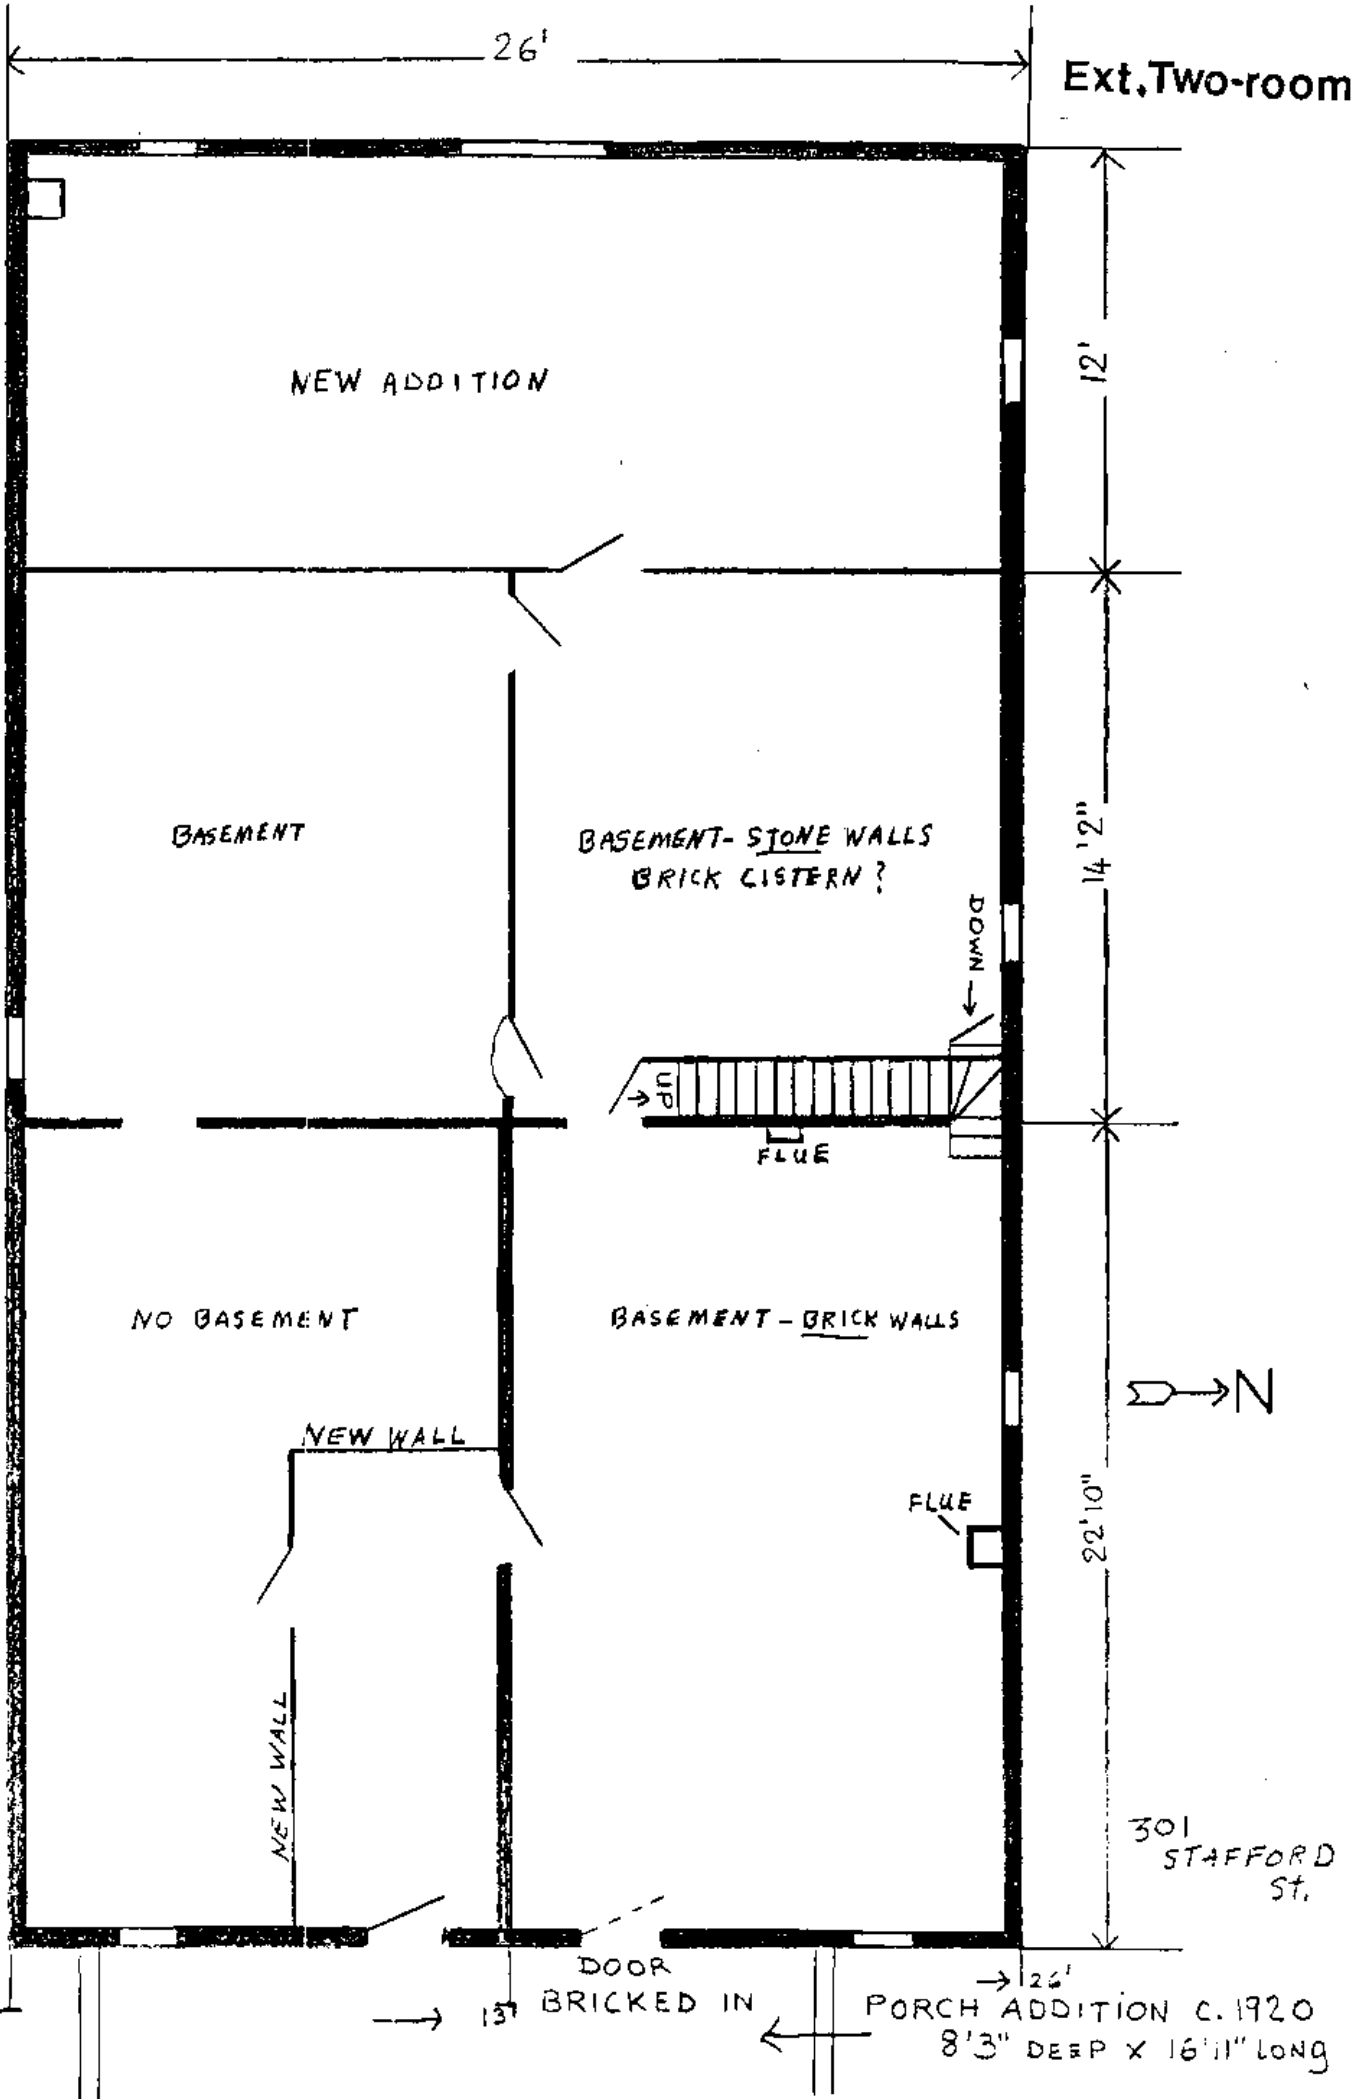 26'
Ext. Two-room
12'
NEW ADDITION
14'2"
BASEMENT
BASEMENT- STONE WALLS
BRICK CISTERN?
DOWN
UP
FLUE
NO BASEMENT
BASEMENT - BRICK WALLS
N
NEW WALL
FLUE
22'10"
NEW WALL
301
STAFFORD
St.
DOOR
BRICKED IN
13'
26'
PORCH ADDITION C. 1920
8'3" DEEP X 16'11" LONG